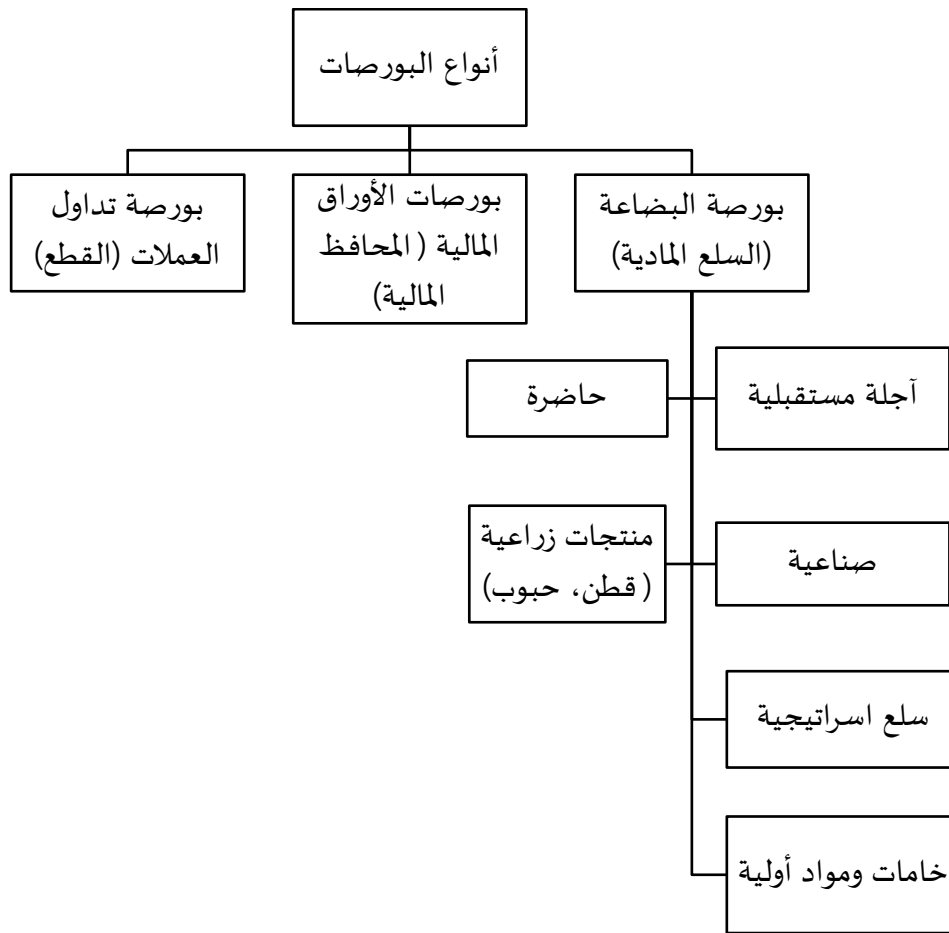 أنواع البورصات
بورصة البضاعة
(السلع المادية)
بورصات الأوراق
المالية (المحافظ
المالية)
بورصة تداول
العملات (القطع)
آجلة مستقبلية
حاضرة
صناعية
منتجات زراعية
(قطن، حبوب)
سلع اسراتيجية
خامات ومواد أولية